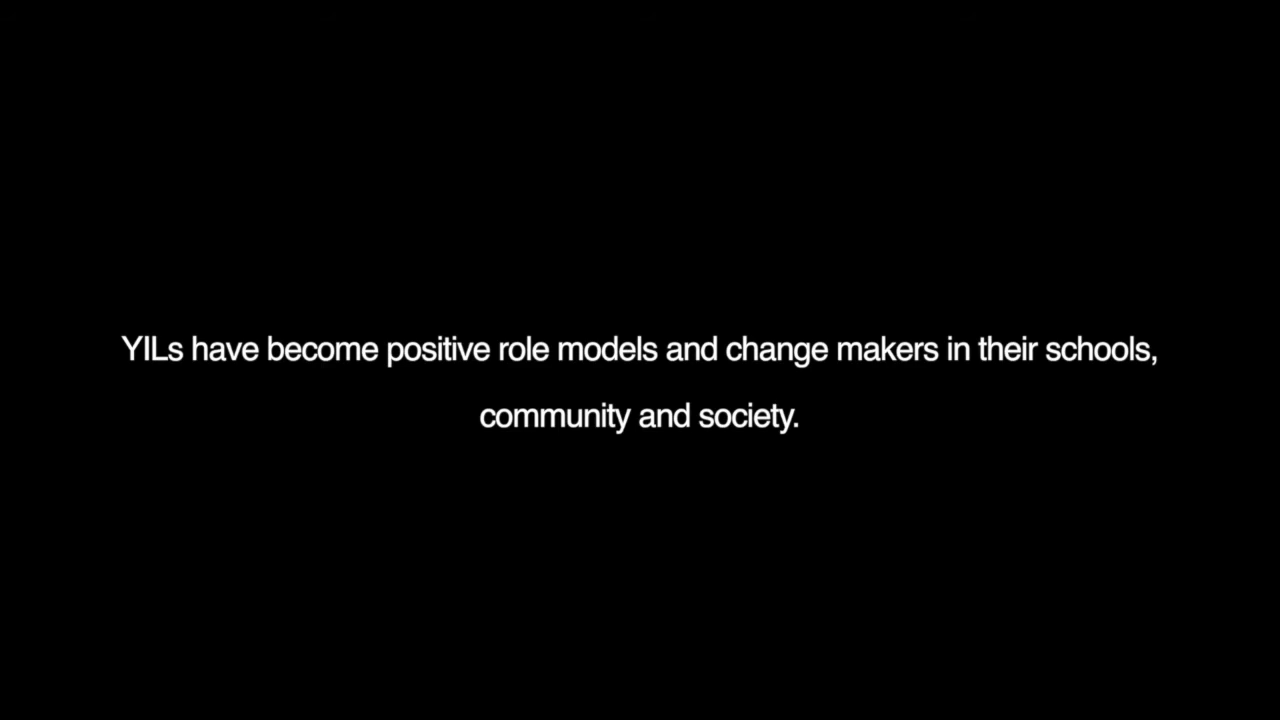 YILs have become positive role models and change makers in their schools,
community and society.